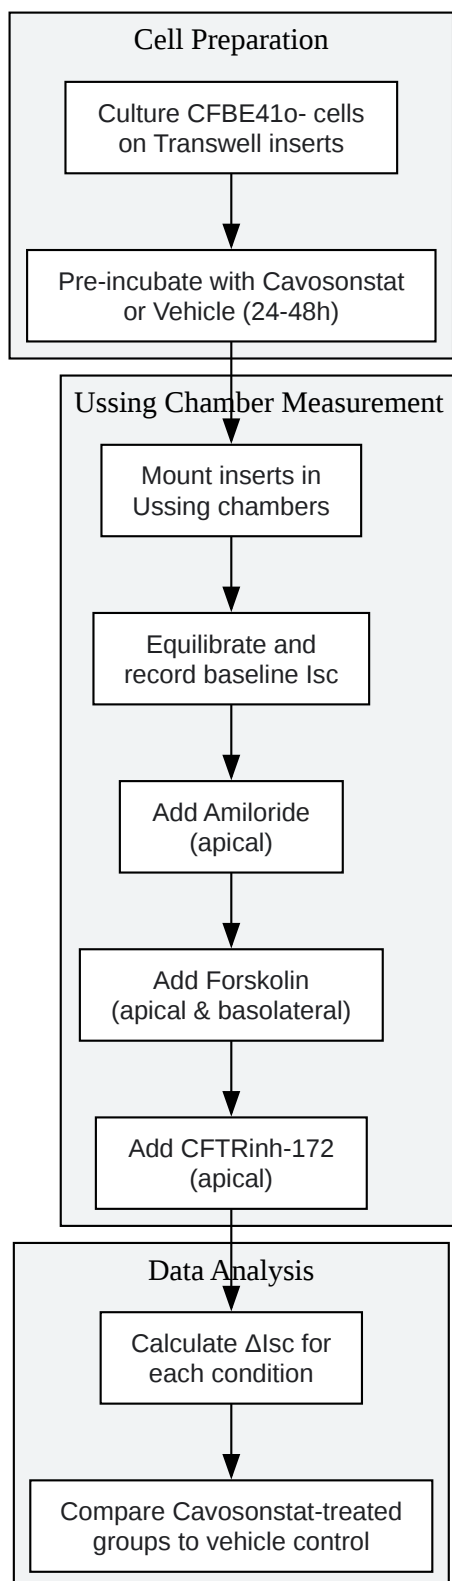 Cell Preparation
Culture CFBE41o- cells
on Transwell inserts
Pre-incubate with Cavosonstat
or Vehicle (24-48h)
Ussing Chamber Measurement
Mount inserts in
Ussing chambers
Equilibrate and
record baseline Isc
Add Amiloride
(apical)
Add Forskolin
(apical & basolateral)
Add CFTRinh-172
(apical)
Data Analysis
Calculate ΔIsc for
each condition
Compare Cavosonstat-treated
groups to vehicle control